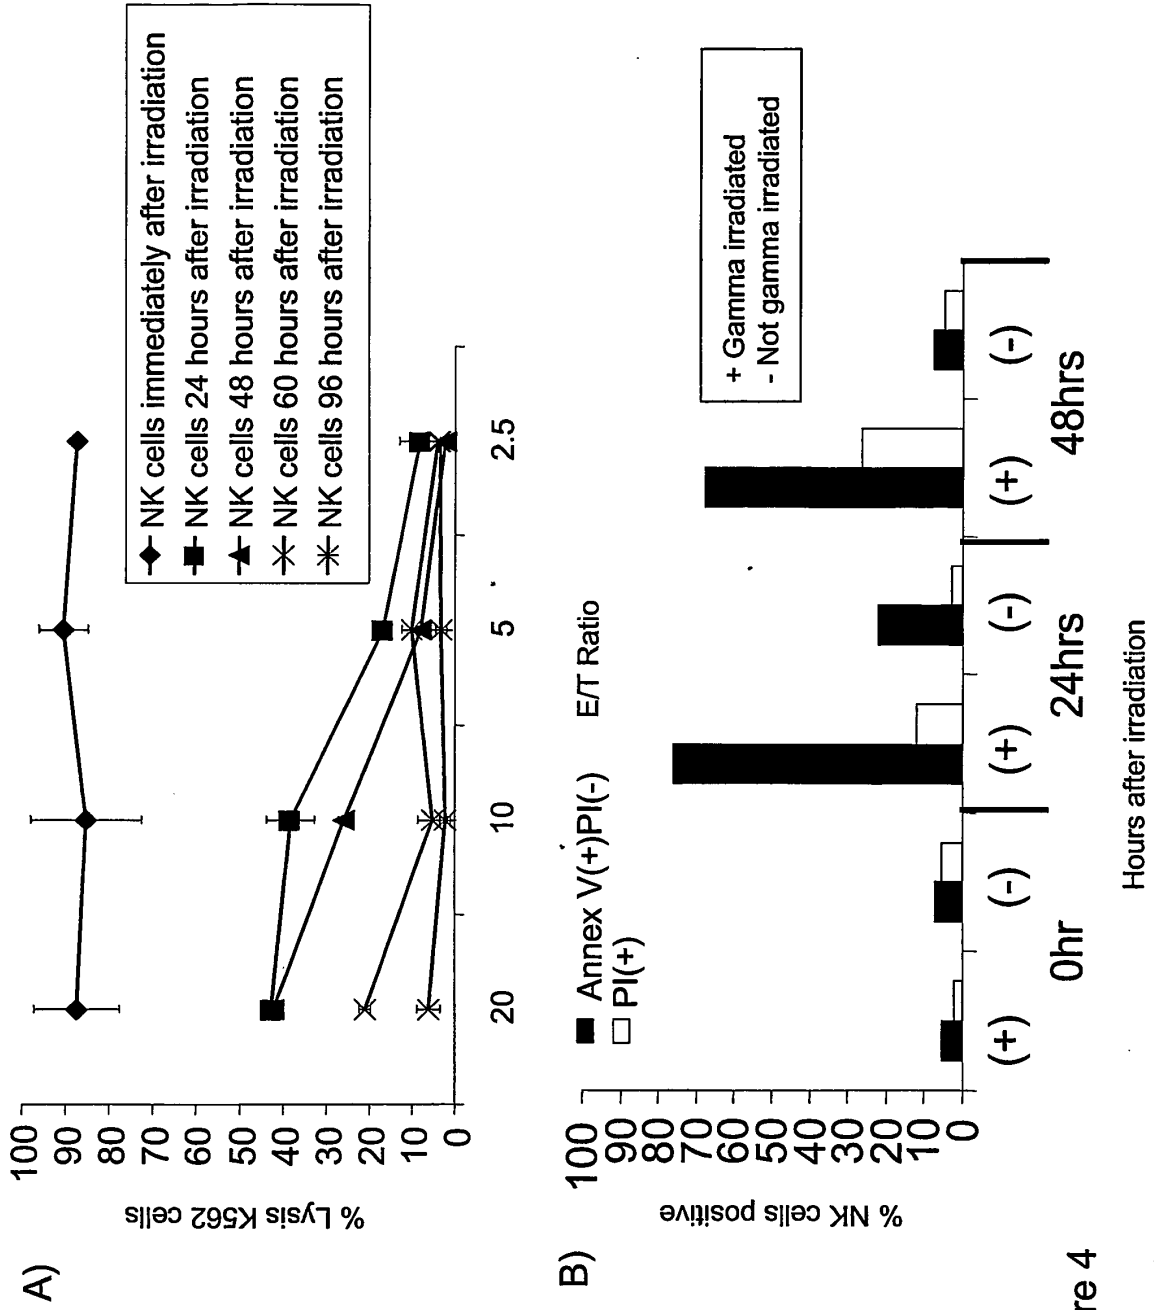 A)
% Lysis K562 cells
100
90
80
70
60
50
40
30
20
10
0
20
10
5
2.5
E/T Ratio
NK cells immediately after irradiation
NK cells 24 hours after irradiation
NK cells 48 hours after irradiation
NK cells 60 hours after irradiation
NK cells 96 hours after irradiation
B)
% NK cells positive
100
90
80
70
60
50
40
30
20
10
0
Annex V(+)PI(-)
PI(+)
+ Gamma irradiated
- Not gamma irradiated
(+) (-) (+) (-) (+) (-)
0hr 24hrs 48hrs
Hours after irradiation
re 4